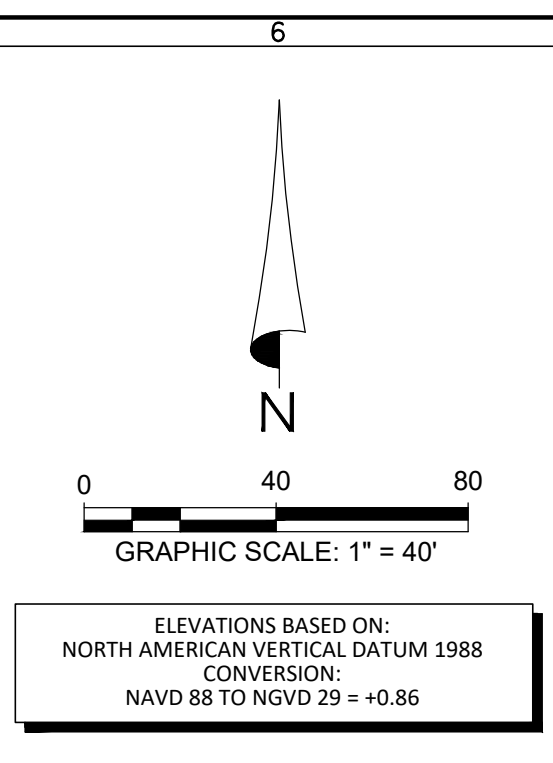 6
N
0 40 80
GRAPHIC SCALE: 1" = 40'
ELEVATIONS BASED ON:
NORTH AMERICAN VERTICAL DATUM 1988
CONVERSION:
NAVD 88 TO NGVD 29 = +0.86